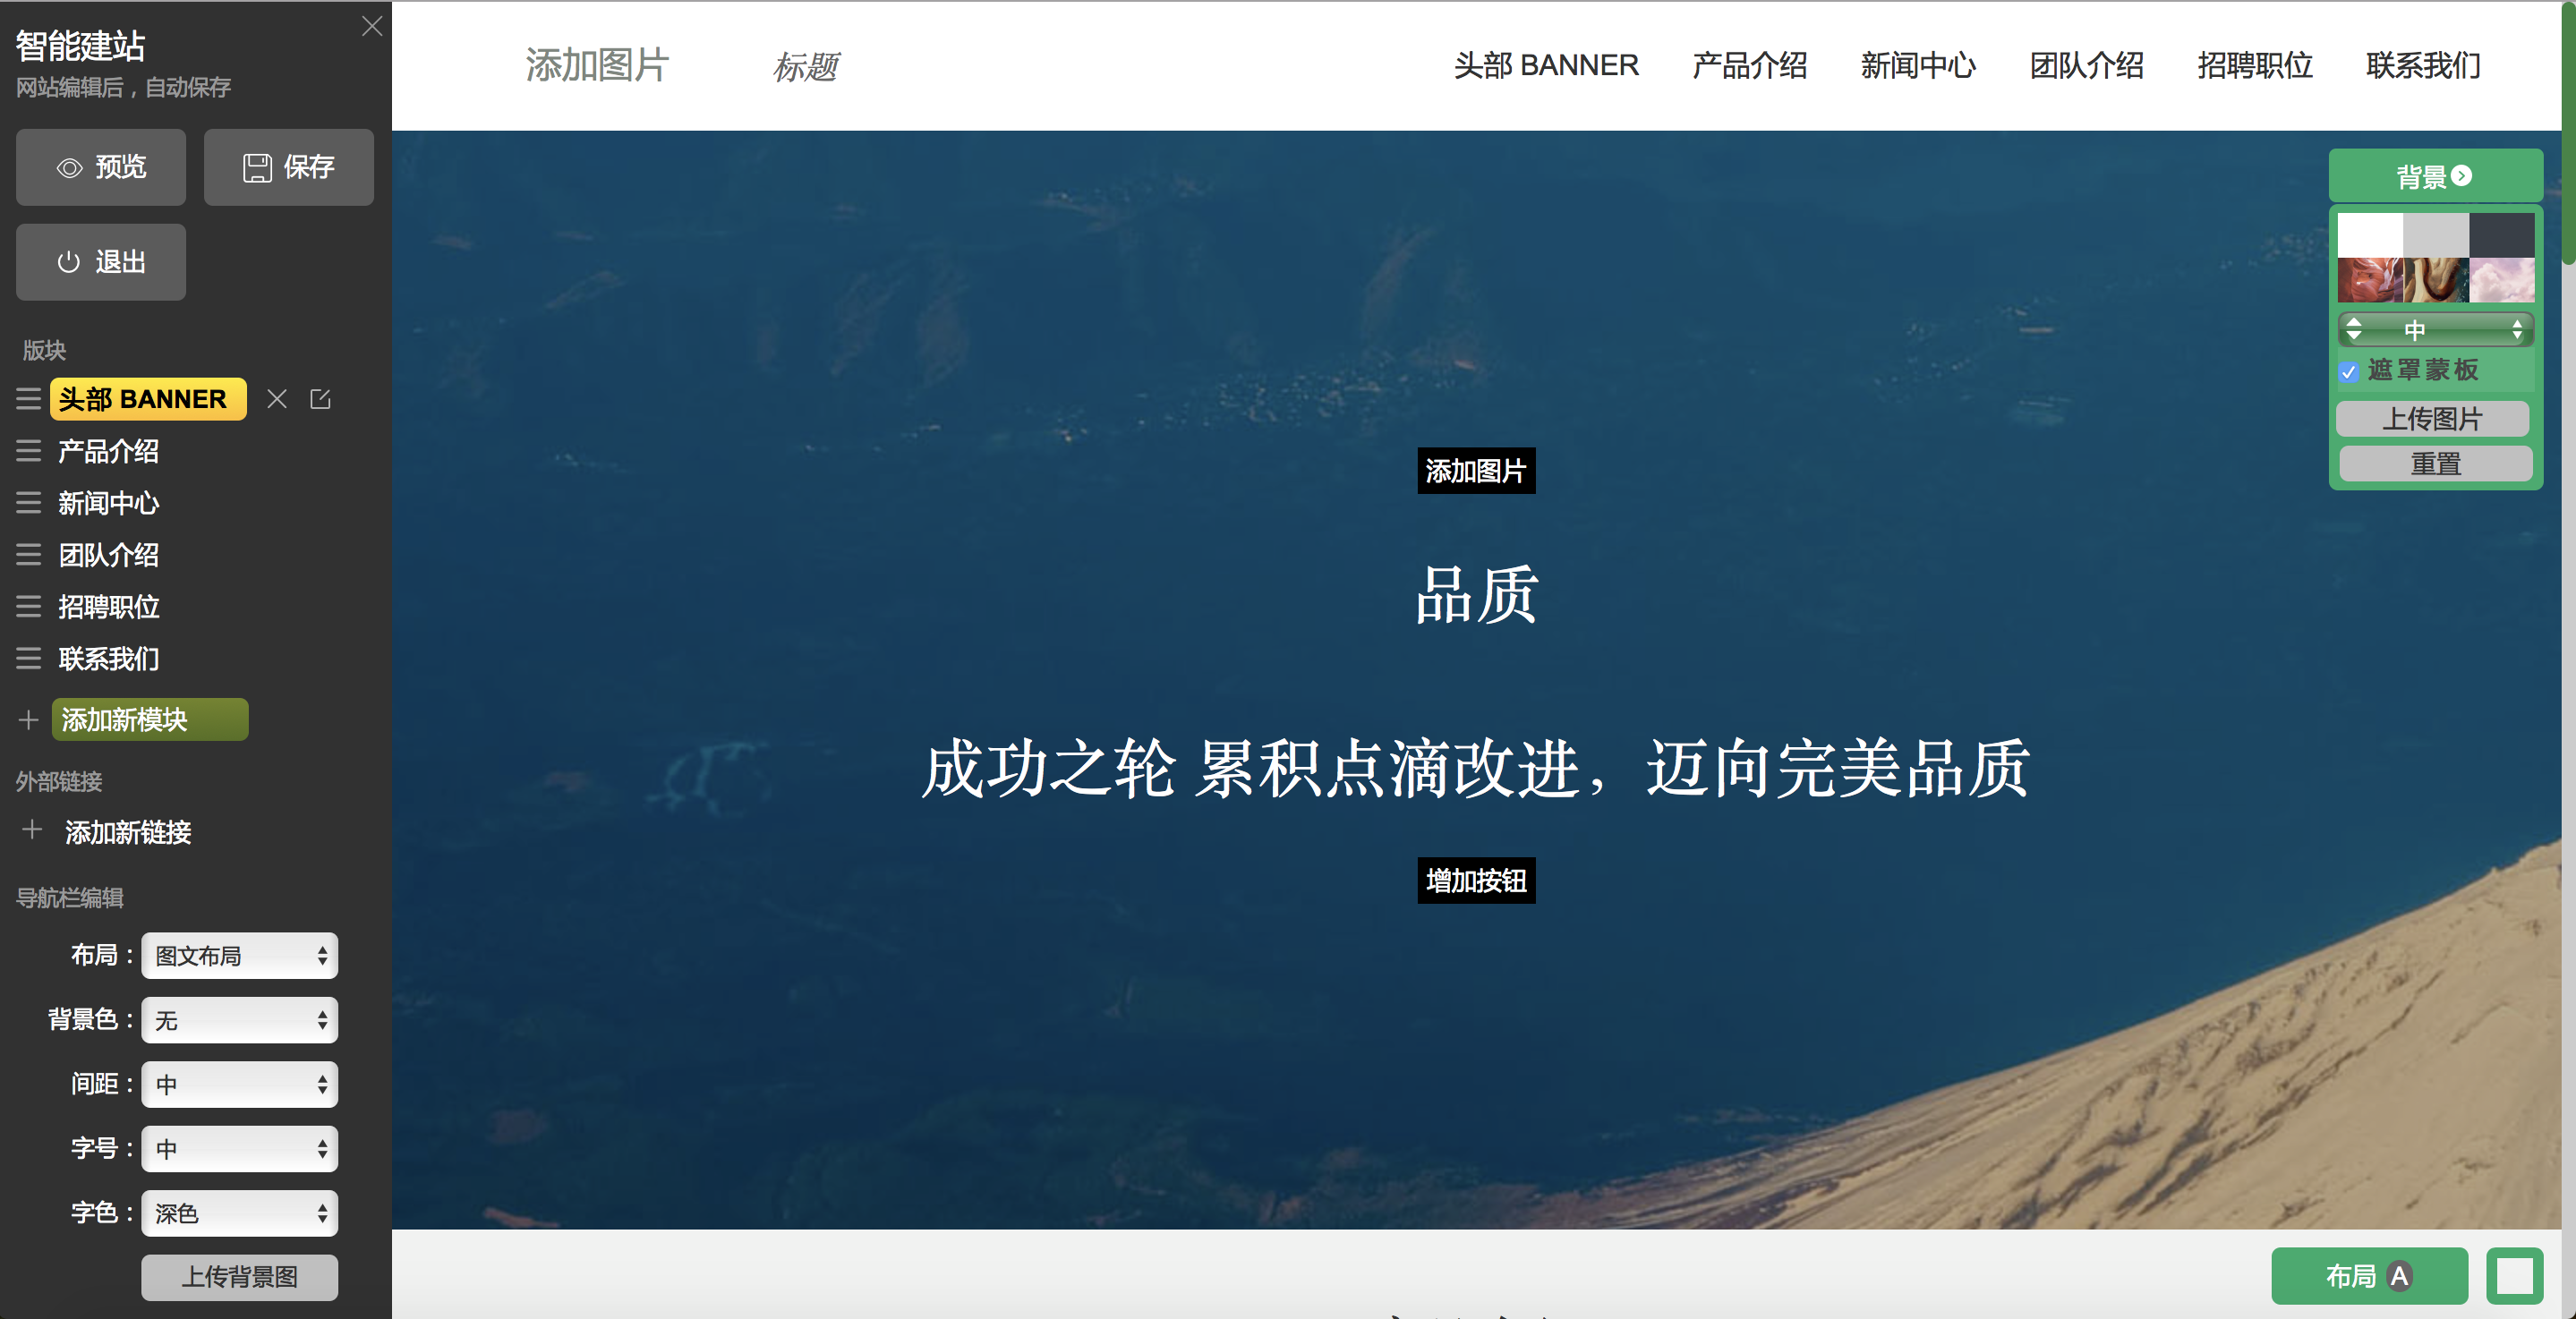 智能建站
网站编辑后，自动保存
预览
保存
退出
版块
头部 BANNER
产品介绍
新闻中心
团队介绍
招聘职位
联系我们
添加新模块
外部链接
添加新链接
导航栏编辑
布局：图文布局
背景色：无
间距：中
字号：中
字色：深色
上传背景图
添加图片
标题
头部 BANNER 产品介绍 新闻中心 团队介绍 招聘职位 联系我们
背景
中
遮罩蒙板
上传图片
重置
添加图片
品质
成功之轮 累积点滴改进，迈向完美品质
增加按钮
布局 A